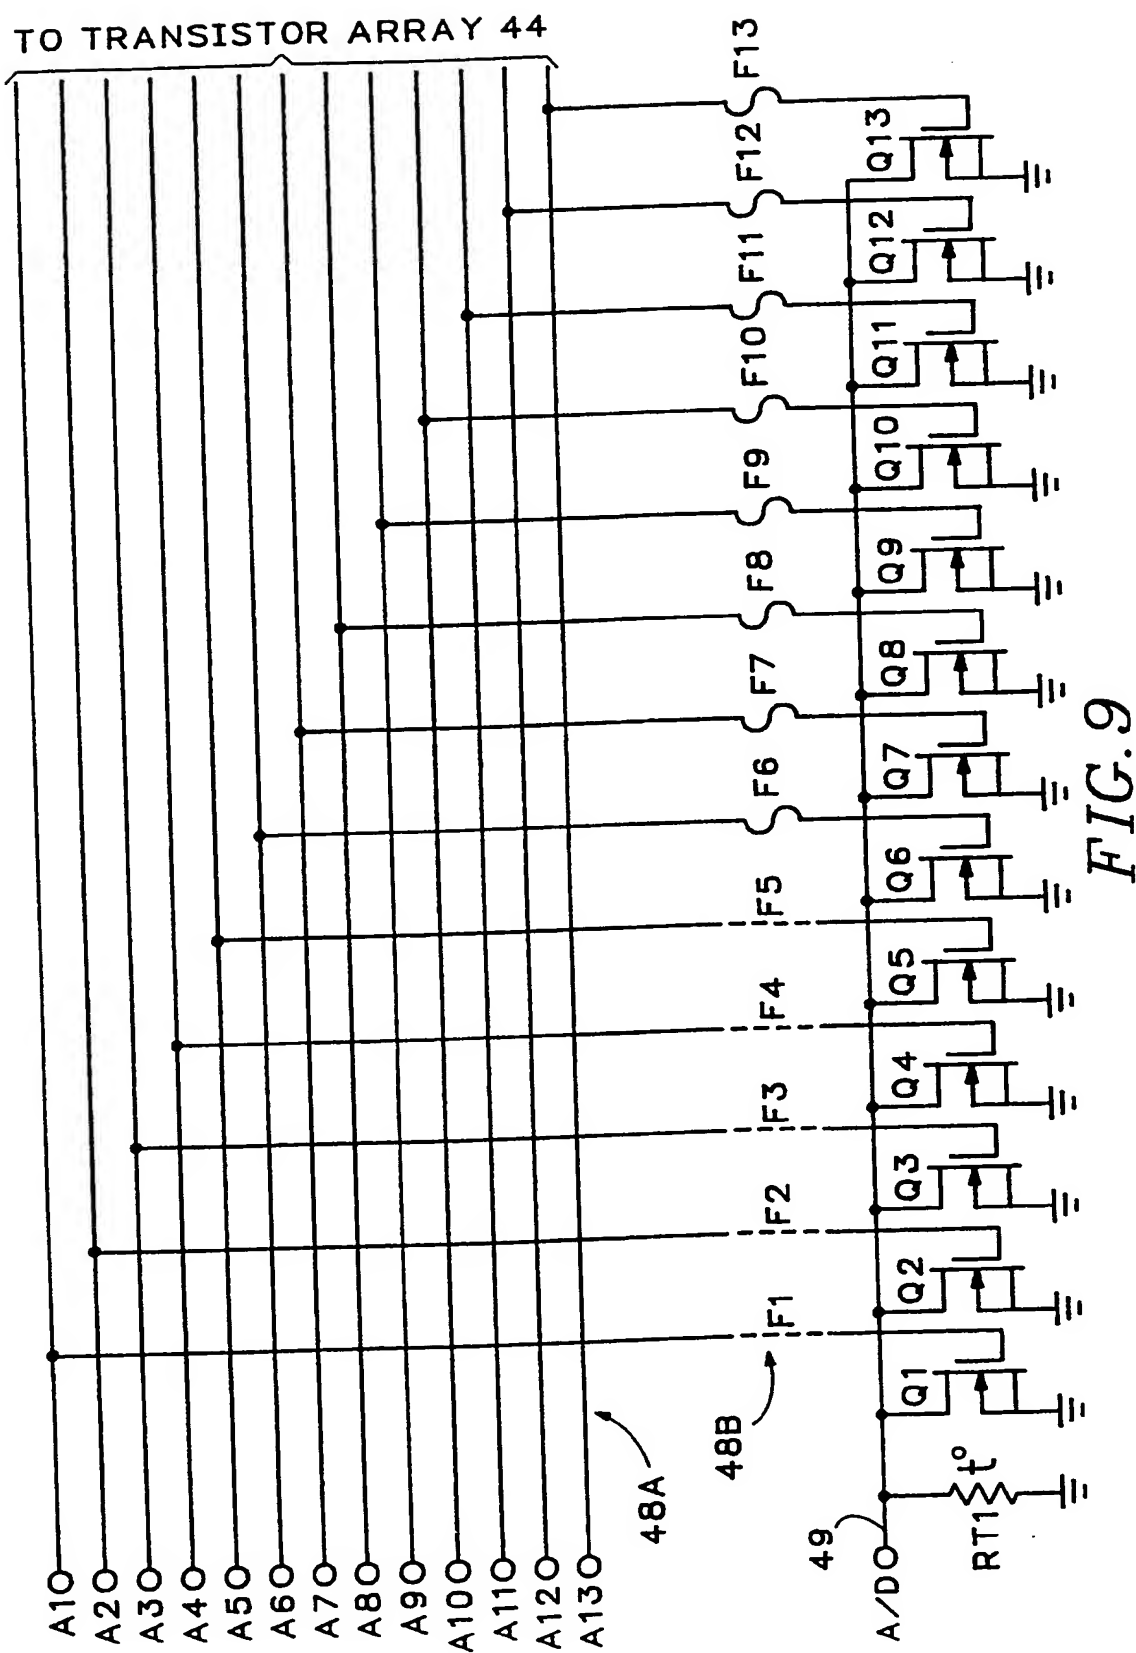 TO TRANSISTOR ARRAY 44
A1
A2
A3
A4
A5
A6
A7
A8
A9
A10
A11
A12
A13
48A
48B
F1
F2
F3
F4
F5
F6
F7
F8
F9
F10
F11
F12
F13
49
A/D
RT1
t°
Q1
Q2
Q3
Q4
Q5
Q6
Q7
Q8
Q9
Q10
Q11
Q12
Q13
FIG.9